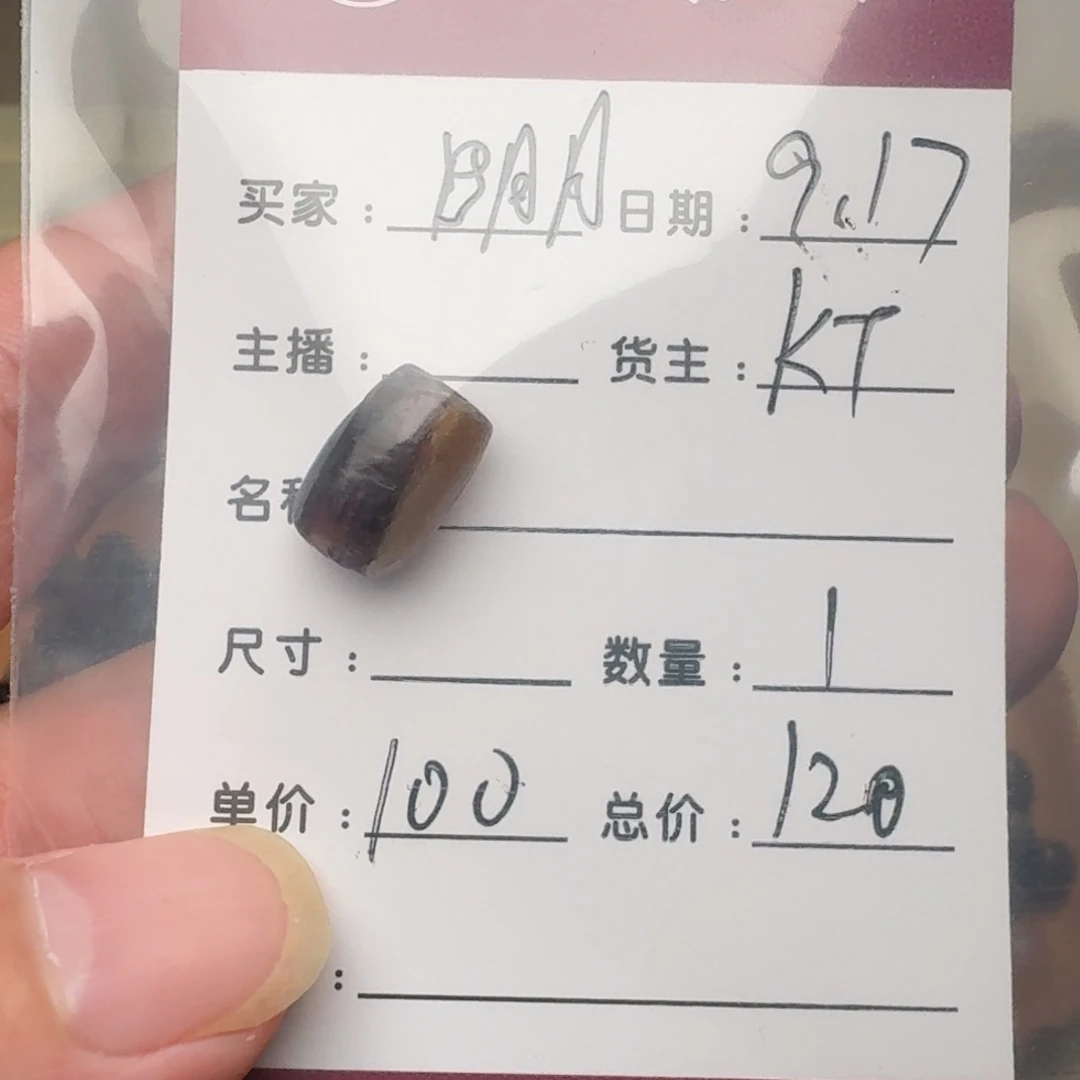 买家：BAA 日期：9.17
主播： 货主：KT
名
尺寸： 数量：1
单价：100 总价：120
：